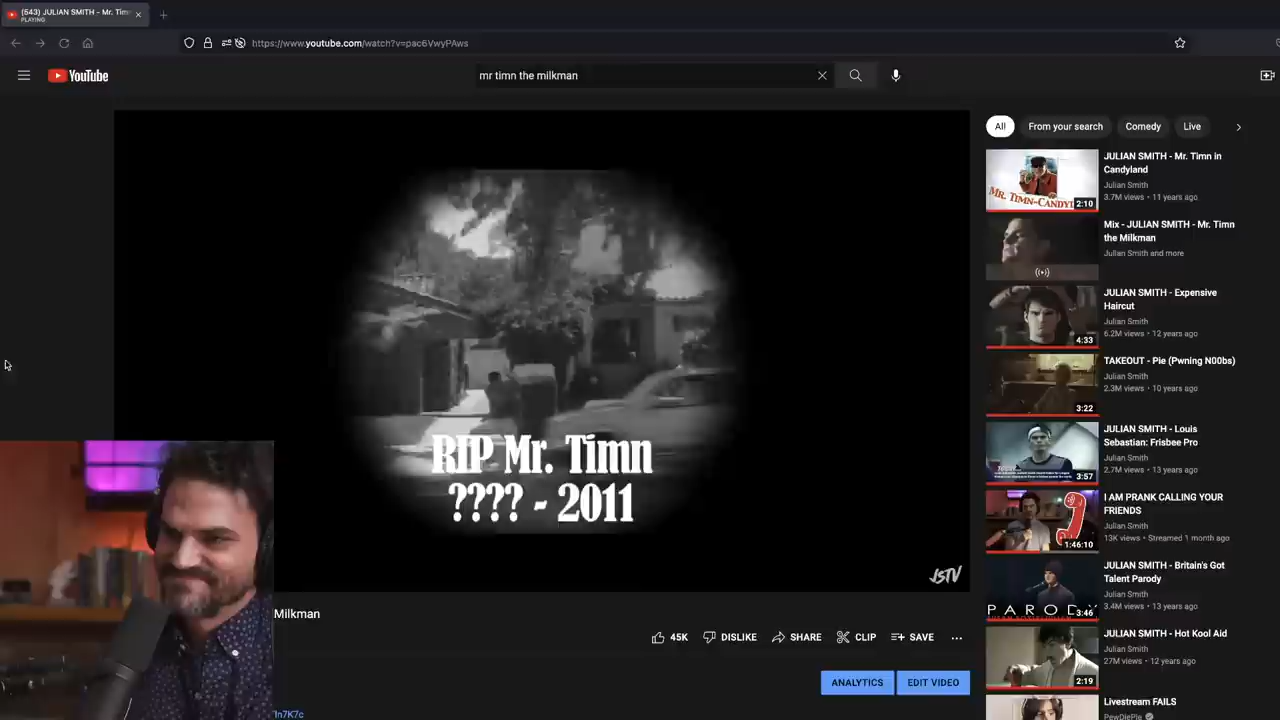 (543) JULIAN SMITH - Mr. Tim
PLAYING
https://www.youtube.com/watch?v=pac6VwyPAws
YouTube
mr timn the milkman
RIP Mr. Timn
???? - 2011
JSTV
Milkman
45K
DISLIKE
SHARE
CLIP
SAVE
ANALYTICS
EDIT VIDEO
In7K7c
All
From your search
Comedy
Live
MR. TIMN-CANDYL
2:10
JULIAN SMITH - Mr. Timn in
Candyland
Julian Smith
3.7M views • 11 years ago
Mix - JULIAN SMITH - Mr. Timn
the Milkman
Julian Smith and more
4:33
JULIAN SMITH - Expensive
Haircut
Julian Smith
6.2M views • 12 years ago
3:22
TAKEOUT - Pie (Pwning N00bs)
Julian Smith
2.3M views • 10 years ago
3:57
JULIAN SMITH - Louis
Sebastian: Frisbee Pro
Julian Smith
2.7M views • 13 years ago
1:46:10
I AM PRANK CALLING YOUR
FRIENDS
Julian Smith
13K views • Streamed 1 month ago
PARODY
3:46
JULIAN SMITH - Britain's Got
Talent Parody
Julian Smith
3.4M views • 13 years ago
2:19
JULIAN SMITH - Hot Kool Aid
Julian Smith
27M views • 12 years ago
Livestream FAILS
PewDiePie